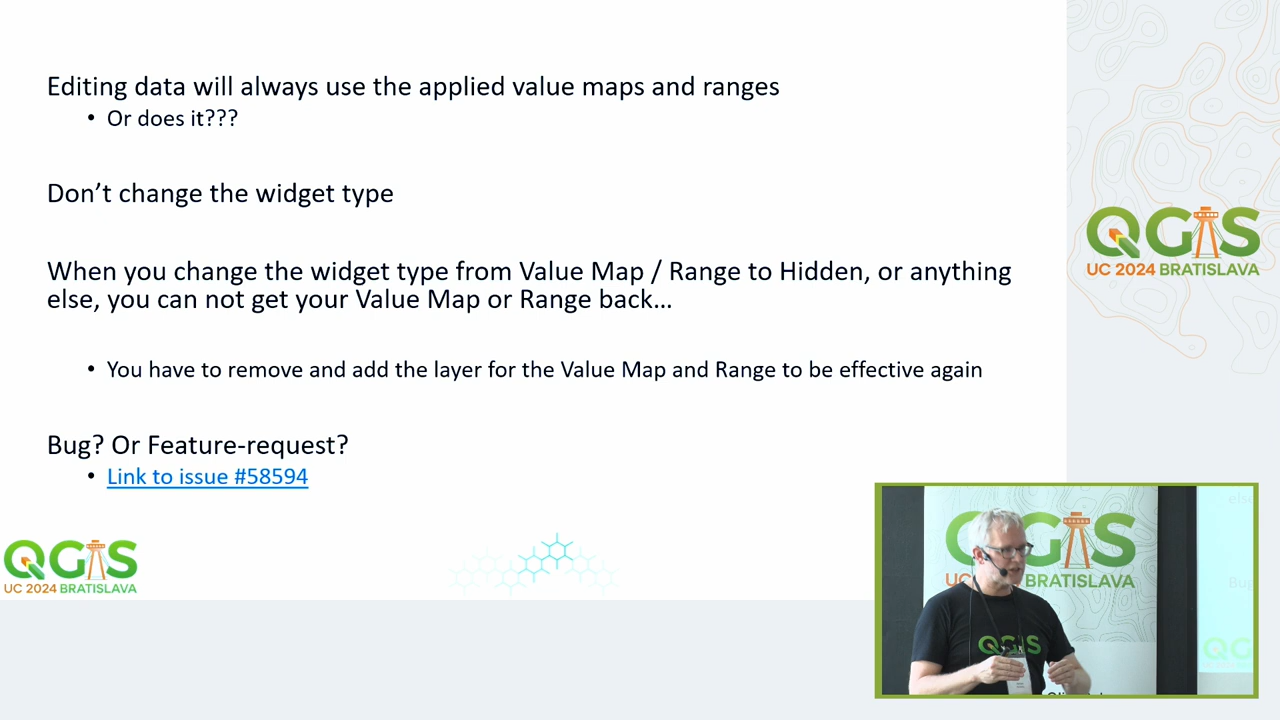 Editing data will always use the applied value maps and ranges
• Or does it???
Don’t change the widget type
When you change the widget type from Value Map / Range to Hidden, or anything
else, you can not get your Value Map or Range back…
• You have to remove and add the layer for the Value Map and Range to be effective again
Bug? Or Feature-request?
• Link to issue #58594
QGIS
UC 2024 BRATISLAVA
QGIS
UC 2024 BRATISLAVA
QGIS
BRATISLAVA
QGIS